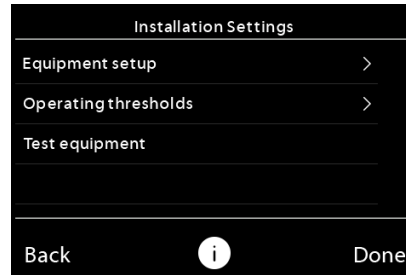 Installation Settings
Equipment setup >
Operating thresholds >
Test equipment
Back i Done